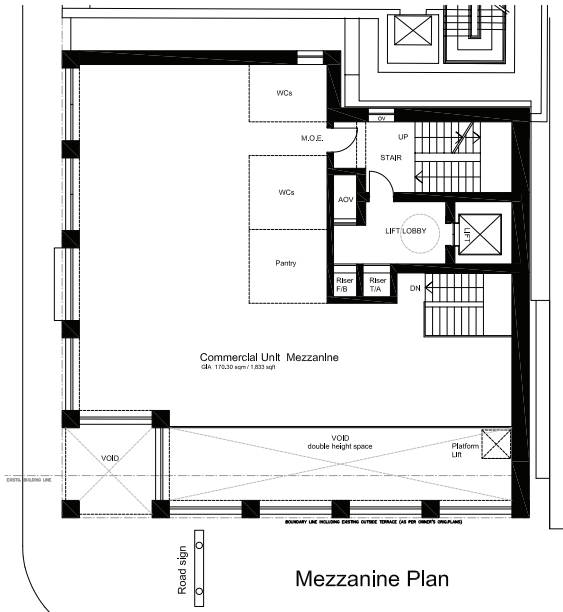 WCs
OV
M.O.E.
UP
STAIR
WCs
AOV
LIFT LOBBY
LIFT
Pantry
Riser
F/B
Riser
T/A
DN
Commercial Unit Mezzanine
GIA 170.30 sqm / 1,833 sqft
VOID
VOID
double height space
Platform
Lift
EXISTG. BUILDING LINE
BOUNDARY LINE INCLUDING EXISTING OUTSIDE TERRACE (AS PER OWNER'S ORIG.PLANS)
Road sign
Mezzanine Plan